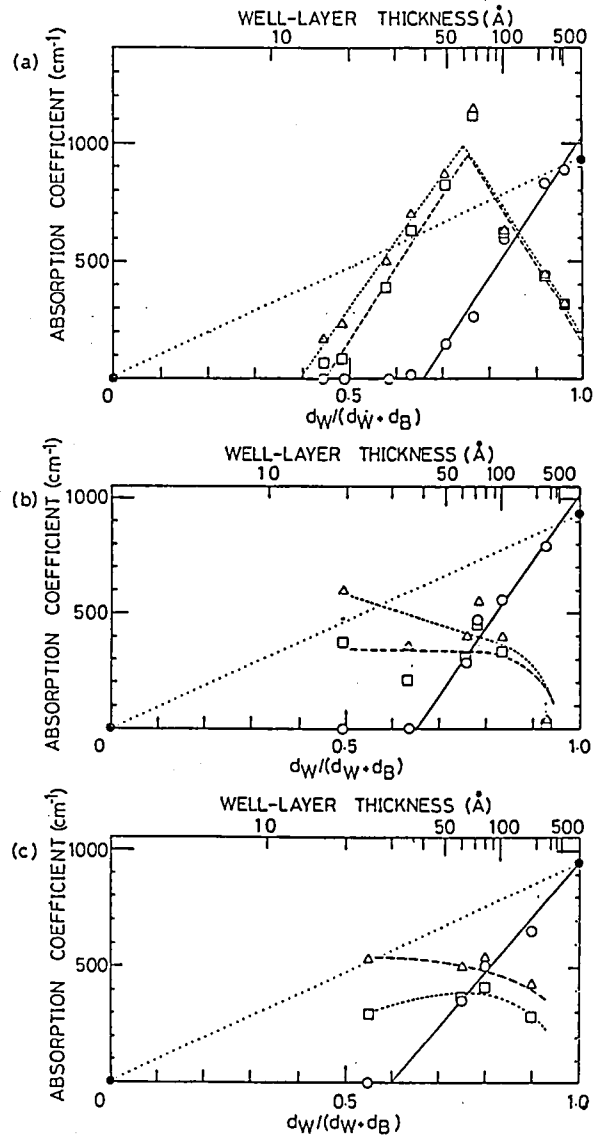 WELL-LAYER THICKNESS (Å)
10 50 100 500
(a)
ABSORPTION COEFFICIENT (cm-1)
1000
500
0 0.5 1.0
dW/(dW+dB)
WELL-LAYER THICKNESS (Å)
10 50 100 500
(b)
ABSORPTION COEFFICIENT (cm-1)
1000
500
0
0 0.5 1.0
dW/(dW+dB)
WELL-LAYER THICKNESS (Å)
10 50 100 500
(c)
ABSORPTION COEFFICIENT (cm-1)
1000
500
0
0 0.5 1.0
dW/(dW+dB)